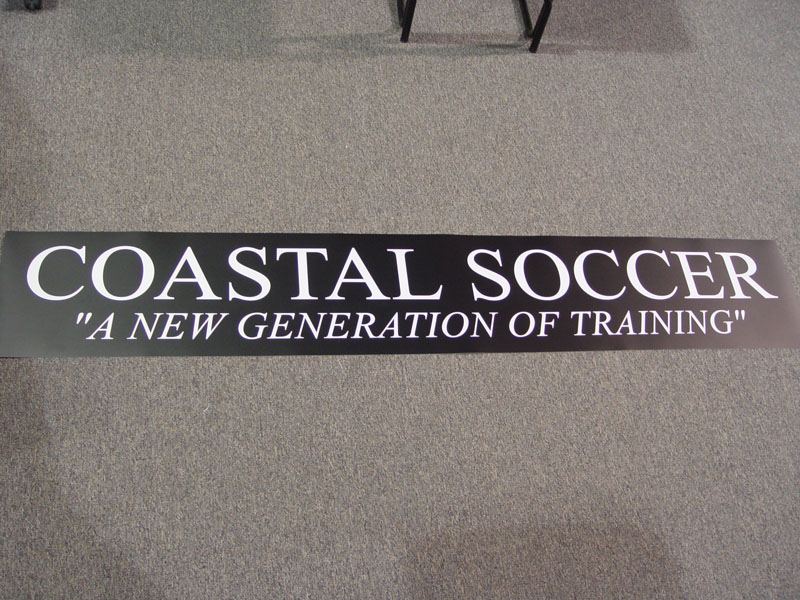 COASTAL SOCCER
"A NEW GENERATION OF TRAINING"